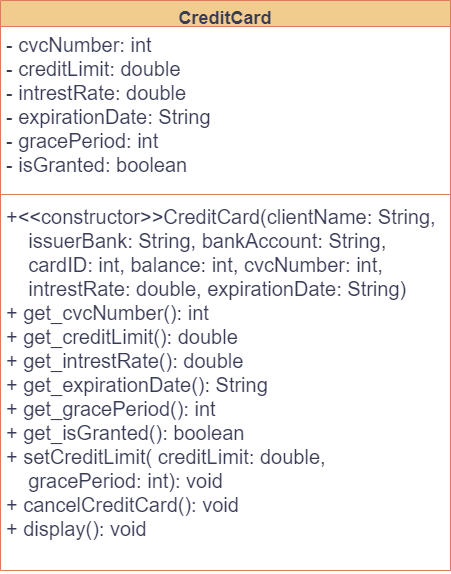 CreditCard
- cvcNumber: int
- creditLimit: double
- intrestRate: double
- expirationDate: String
- gracePeriod: int
- isGranted: boolean
+<<constructor>>CreditCard(clientName: String,
issuerBank: String, bankAccount: String,
cardID: int, balance: int, cvcNumber: int,
intrestRate: double, expirationDate: String)
+ get_cvcNumber(): int
+ get_creditLimit(): double
+ get_intrestRate(): double
+ get_expirationDate(): String
+ get_gracePeriod(): int
+ get_isGranted(): boolean
+ setCreditLimit( creditLimit: double,
gracePeriod: int): void
+ cancelCreditCard(): void
+ display(): void